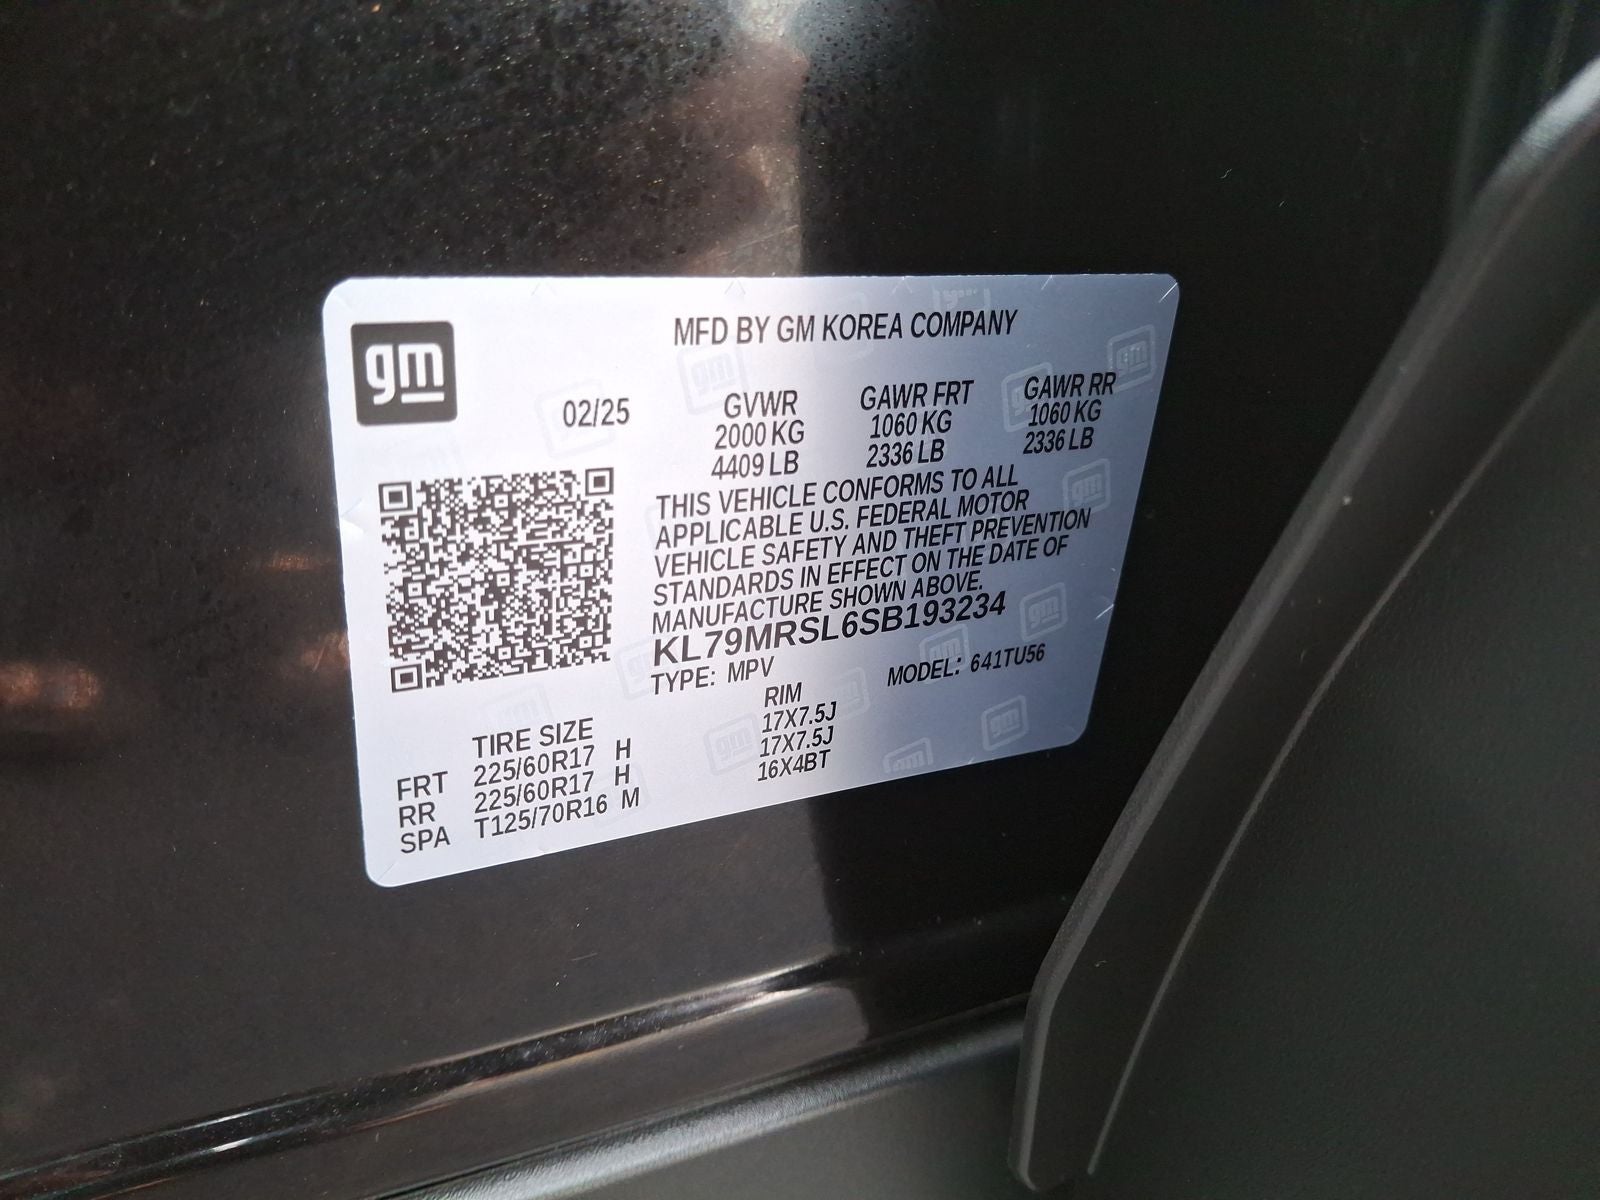 gm
MFD BY GM KOREA COMPANY
02/25 GVWR GAWR FRT GAWR RR
2000 KG 1060 KG 1060 KG
4409 LB 2336 LB 2336 LB
THIS VEHICLE CONFORMS TO ALL
APPLICABLE U.S. FEDERAL MOTOR
VEHICLE SAFETY AND THEFT PREVENTION
STANDARDS IN EFFECT ON THE DATE OF
MANUFACTURE SHOWN ABOVE.
KL79MRSL6SB193234
TYPE: MPV MODEL: 641TU56
TIRE SIZE RIM
FRT 225/60R17 H 17X7.5J
RR 225/60R17 H 17X7.5J
SPA T125/70R16 M 16X4BT